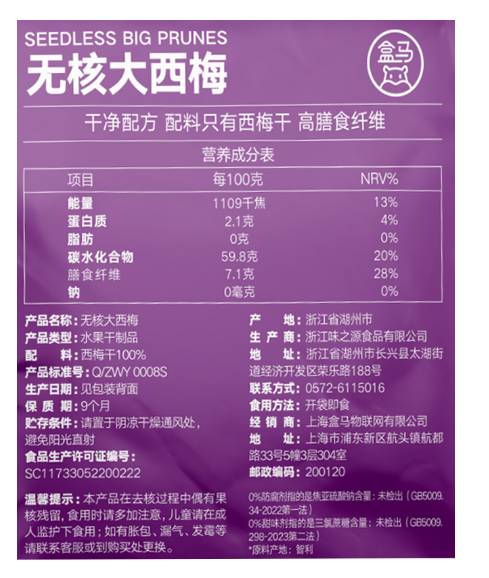 SEEDLESS BIG PRUNES
无核大西梅
盒马
干净配方 配料只有西梅干 高膳食纤维
营养成分表
项目 每100克 NRV%
能量 1109千焦 13%
蛋白质 2.1克 4%
脂肪 0克 0%
碳水化合物 59.8克 20%
膳食纤维 7.1克 28%
钠 0毫克 0%
产品名称:无核大西梅
产品类型:水果干制品
配 料:西梅干100%
产品标准号:Q/ZWY 0008S
生产日期:见包装背面
保 质 期:9个月
贮存条件:请置于阴凉干燥通风处,
避免阳光直射
食品生产许可证编号:
SC11733052200222
温馨提示:本产品在去核过程中偶有果
核残留,食用时请多加注意,儿童请在成
人监护下食用;如有胀包、漏气、发霉等
请联系客服或到购买处更换。
产 地:浙江省湖州市
生 产 商:浙江味之源食品有限公司
地 址:浙江省湖州市长兴县太湖街
道经济开发区荣乐路188号
联系方式:0572-6115016
食用方法:开袋即食
经 销 商:上海盒马物联网有限公司
地 址:上海市浦东新区航头镇航都
路33号5幢3层304室
邮政编码:200120
0%防腐剂指的是焦亚硫酸钠含量:未检出(GB5009.
34-2022第一法)
0%甜味剂指的是三氯蔗糖含量:未检出(GB5009.
298-2023第二法)
*原料产地:智利